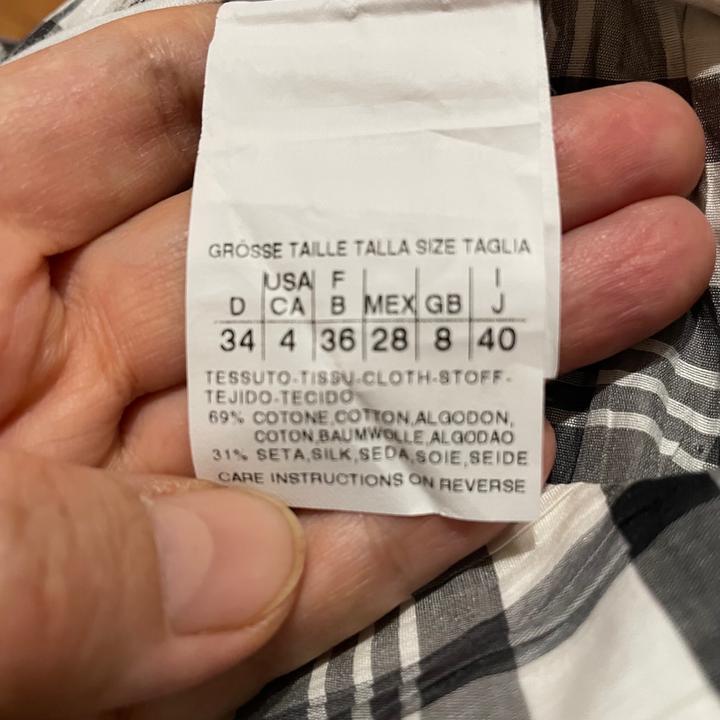 GRÖSSE TAILLE TALLA SIZE TAGLIA
USA F I
D CA B MEX GB J
34 4 36 28 8 40
TESSUTO-TISSU-CLOTH-STOFF-
TEJIDO-TECIDO
69% COTONE,COTTON,ALGODON,
COTON,BAUMWOLLE,ALGODAO
31% SETA,SILK,SEDA,SOIE,SEIDE
CARE INSTRUCTIONS ON REVERSE